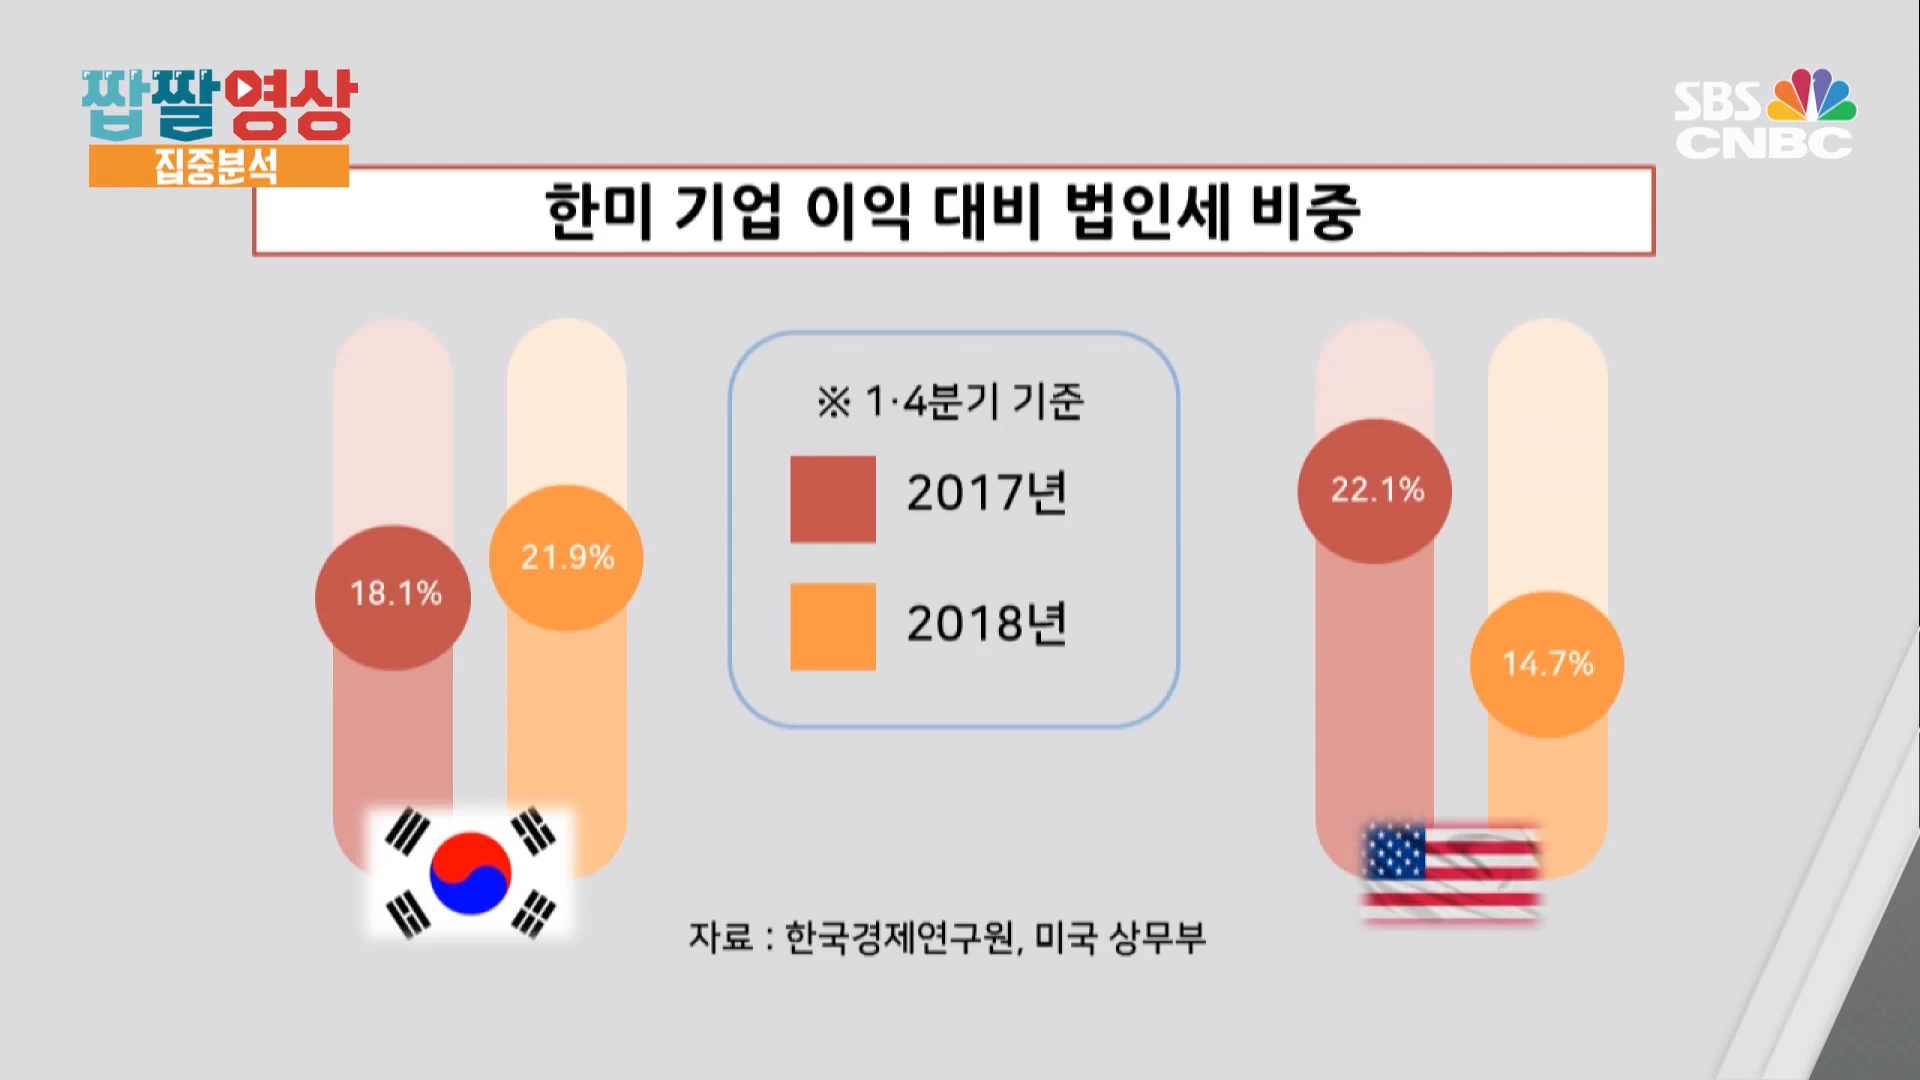 짭짤영상
집중분석
SBS
CNBC
한미 기업 이익 대비 법인세 비중
※ 1·4분기 기준
2017년
2018년
18.1%
21.9%
22.1%
14.7%
자료 : 한국경제연구원, 미국 상무부